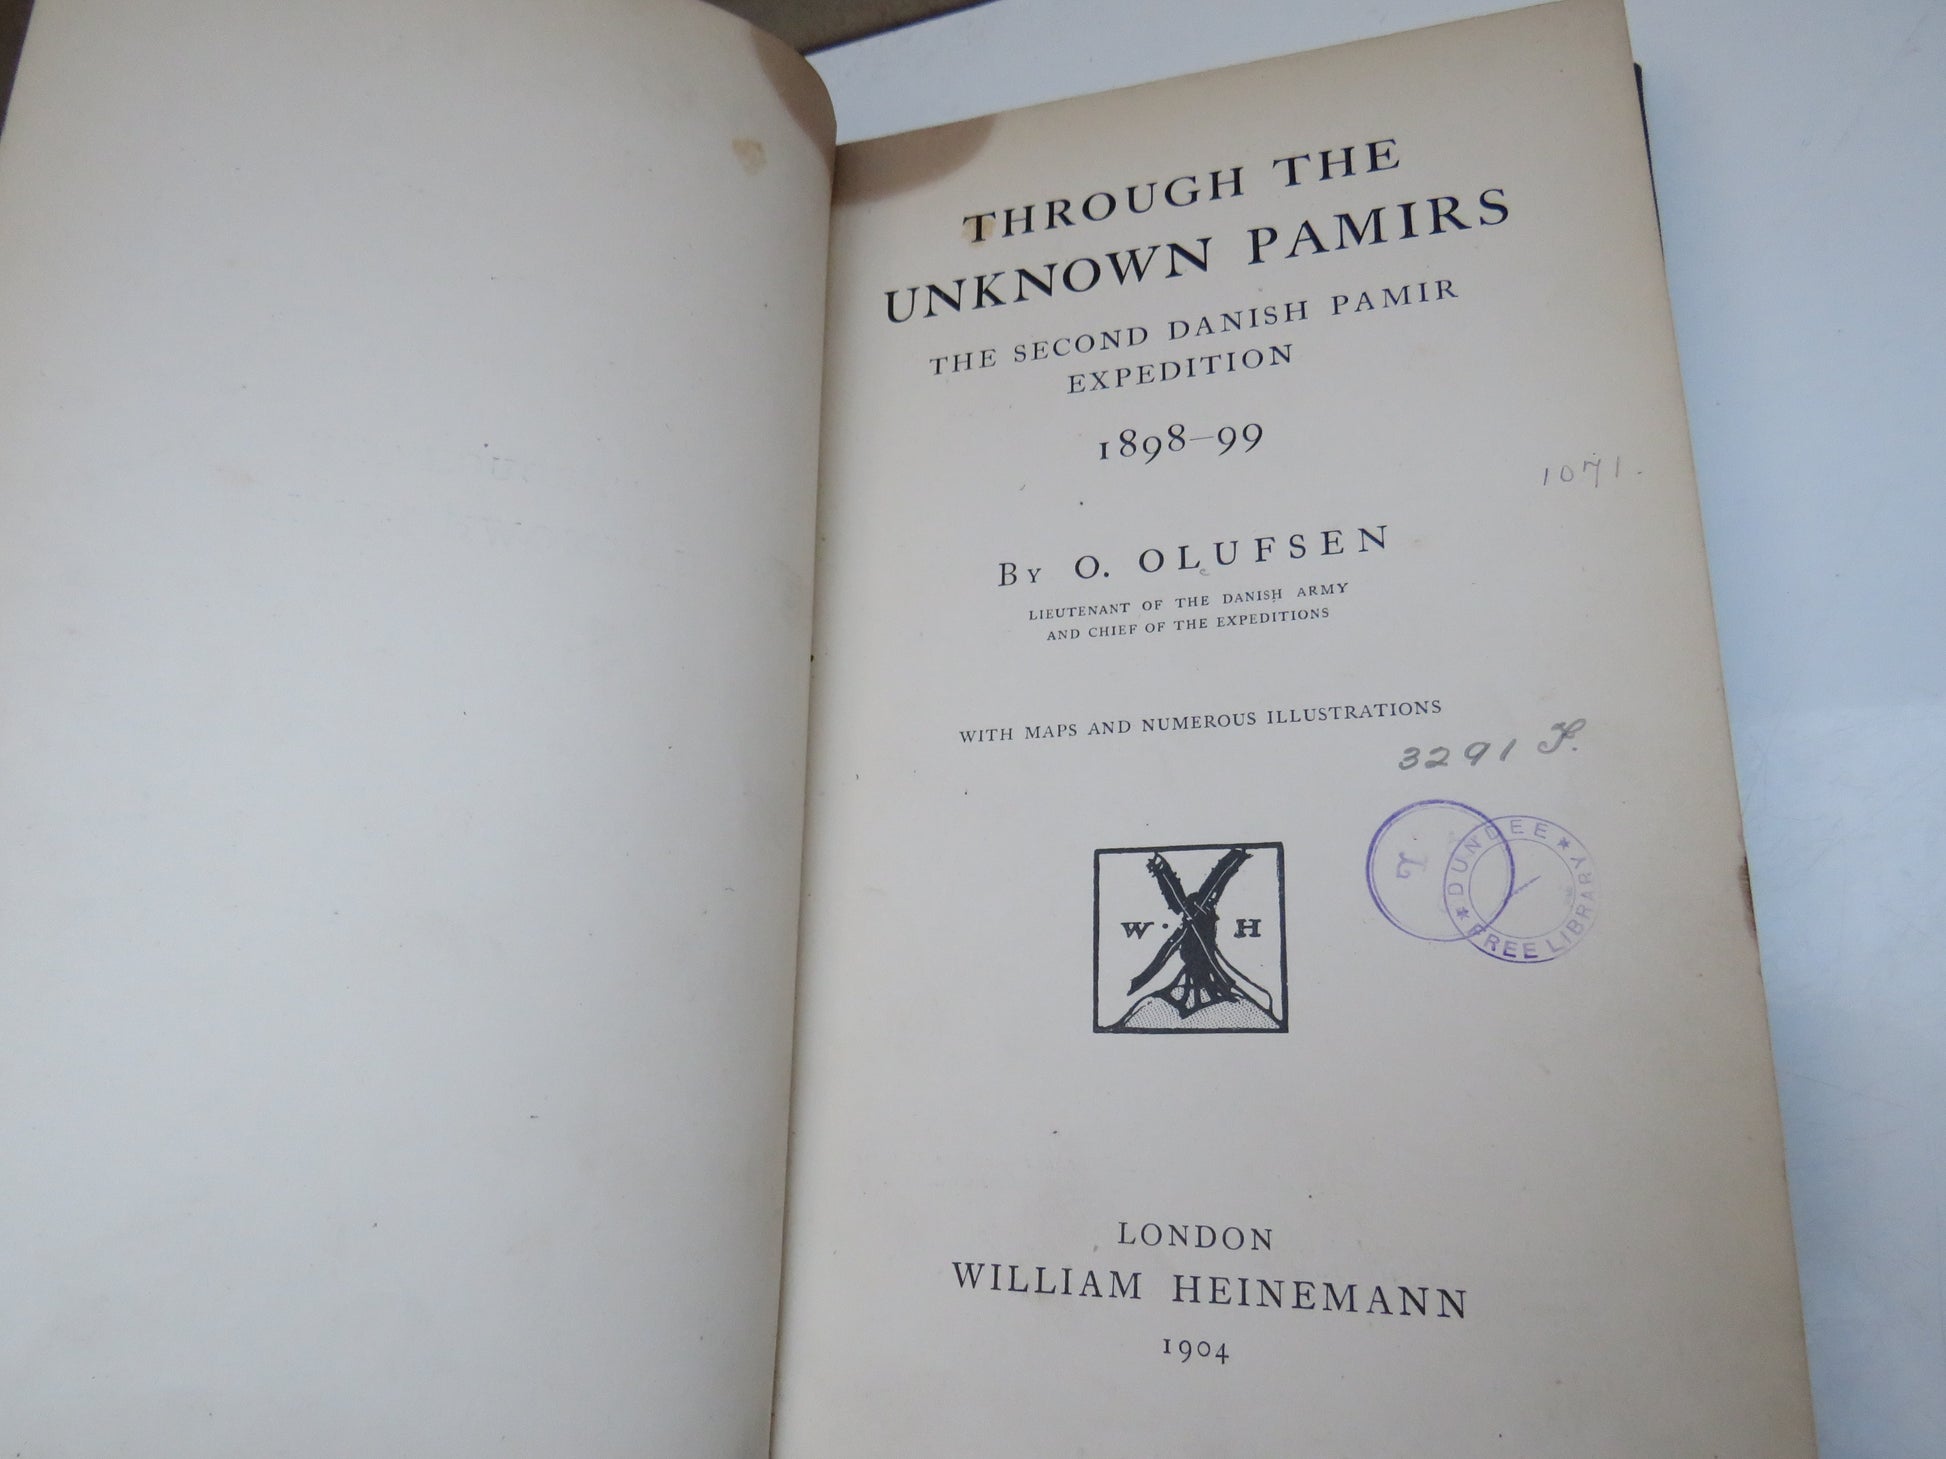 THROUGH THE
UNKNOWN PAMIRS
THE SECOND DANISH PAMIR
EXPEDITION
1898–99
1071.
By O. OLUFSEN
LIEUTENANT OF THE DANISH ARMY
AND CHIEF OF THE EXPEDITIONS
WITH MAPS AND NUMEROUS ILLUSTRATIONS
3291
L
DUNDEE
FREE LIBRARY
W · H
LONDON
WILLIAM HEINEMANN
1904